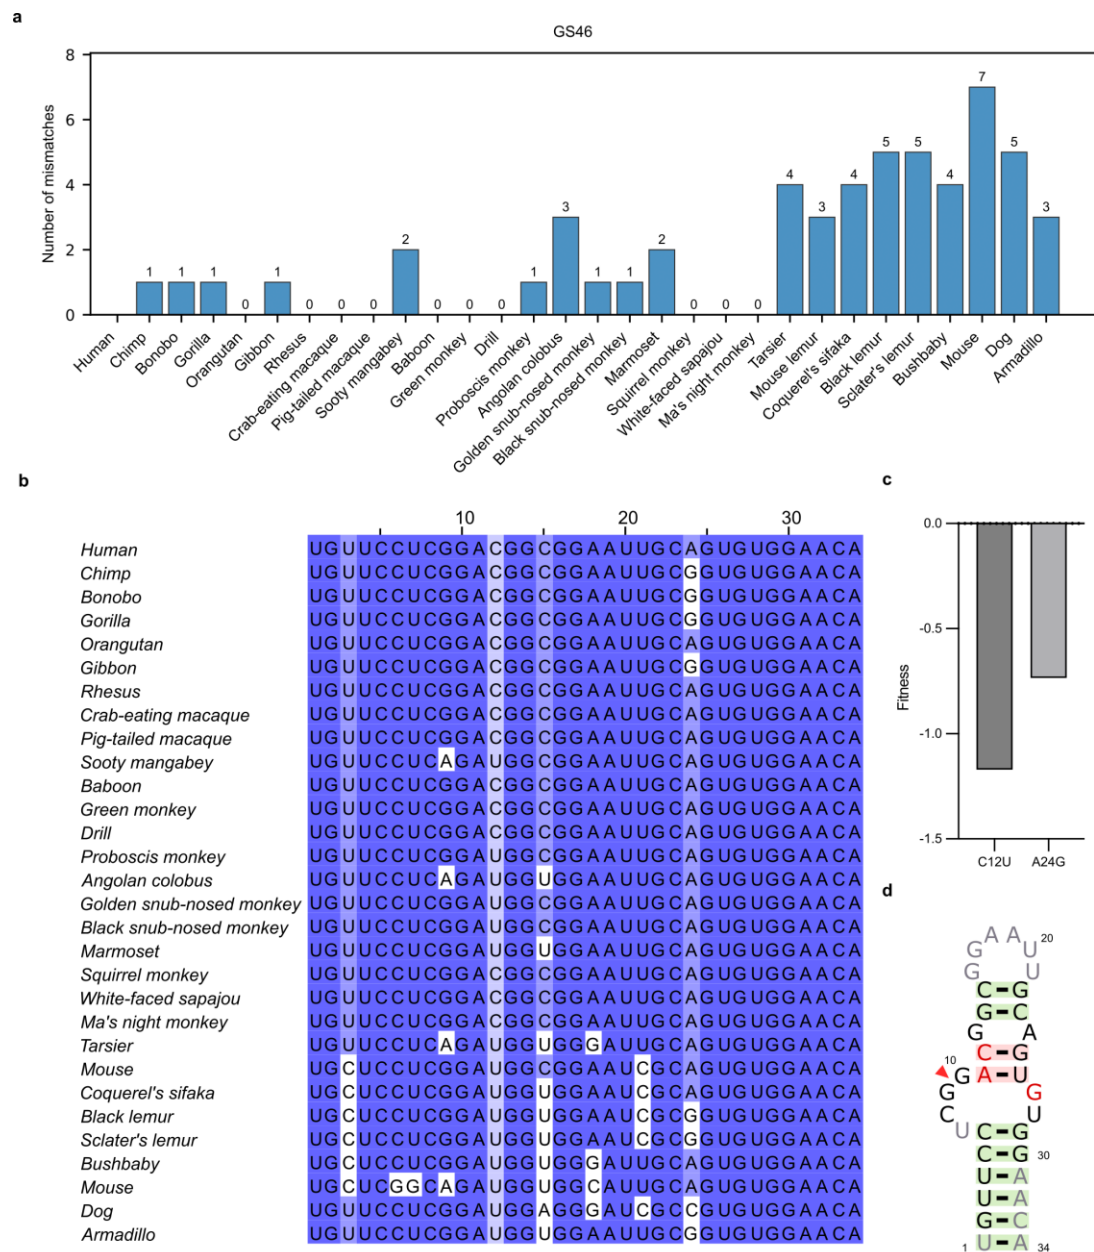 a
GS46
Number of mismatches
8
6
4
2
0
1 1 1 0 1 0 0 0 2 0 0 0 1 3 1 1 2 0 0 0 4 3 4 5 5 4 7 5 3
Human
Chimp
Bonobo
Gorilla
Orangutan
Gibbon
Rhesus
Crab-eating macaque
Pig-tailed macaque
Sooty mangabey
Baboon
Green monkey
Drill
Proboscis monkey
Angolan colobus
Golden snub-nosed monkey
Black snub-nosed monkey
Marmoset
Squirrel monkey
White-faced sapajou
Ma's night monkey
Tarsier
Mouse lemur
Coquerel's sifaka
Black lemur
Sclater's lemur
Bushbaby
Mouse
Dog
Armadillo
b
10 20 30
Human UGUUCCUCGGACGGCGGAAUUGCAGUGUGGAACA
Chimp UGUUCCUCGGACGGCGGAAUUGCGGUGUGGAACA
Bonobo UGUUCCUCGGACGGCGGAAUUGCGGUGUGGAACA
Gorilla UGUUCCUCGGACGGCGGAAUUGCGGUGUGGAACA
Orangutan UGUUCCUCGGACGGCGGAAUUGCAGUGUGGAACA
Gibbon UGUUCCUCGGACGGCGGAAUUGCGGUGUGGAACA
Rhesus UGUUCCUCGGACGGCGGAAUUGCAGUGUGGAACA
Crab-eating macaque UGUUCCUCGGACGGCGGAAUUGCAGUGUGGAACA
Pig-tailed macaque UGUUCCUCGGACGGCGGAAUUGCAGUGUGGAACA
Sooty mangabey UGUUCCUCAGAUGGCGGAAUUGCAGUGUGGAACA
Baboon UGUUCCUCGGACGGCGGAAUUGCAGUGUGGAACA
Green monkey UGUUCCUCGGACGGCGGAAUUGCAGUGUGGAACA
Drill UGUUCCUCGGACGGCGGAAUUGCAGUGUGGAACA
Proboscis monkey UGUUCCUCGGAUGGCGGAAUUGCAGUGUGGAACA
Angolan colobus UGUUCCUCAGAUGGUGGAAUUGCAGUGUGGAACA
Golden snub-nosed monkey UGUUCCUCGGAUGGCGGAAUUGCAGUGUGGAACA
Black snub-nosed monkey UGUUCCUCGGAUGGCGGAAUUGCAGUGUGGAACA
Marmoset UGUUCCUCGGAUGGUGGAAUUGCAGUGUGGAACA
Squirrel monkey UGUUCCUCGGACGGCGGAAUUGCAGUGUGGAACA
White-faced sapajou UGUUCCUCGGACGGCGGAAUUGCAGUGUGGAACA
Ma's night monkey UGUUCCUCGGACGGCGGAAUUGCAGUGUGGAACA
Tarsier UGUUCCUCAGAUGGUGGGAUUGCAGUGUGGAACA
Mouse UGCUCCUCGGAUGGCGGAAUCGCAGUGUGGAACA
Coquerel's sifaka UGCUCCUCGGAUGGUGGAAUCGCAGUGUGGAACA
Black lemur UGCUCCUCGGAUGGUGGAAUCGCGGUGUGGAACA
Sclater's lemur UGCUCCUCGGAUGGUGGAAUCGCGGUGUGGAACA
Bushbaby UGCUCCUCGGAUGGUGGGAUUGCAGUGUGGAACA
Mouse UGCUCGGCAGAUGGUGGCAUUGCAGUGUGGAACA
Dog UGUUCCUCGGAUGGAGGGAUCGCCGUGUGGAACA
Armadillo UGUUCCUCGGAUGGUGGAAUUGCGGUGUGGAACA
c
Fitness
0.0
-0.5
-1.0
-1.5
C12U A24G
d
A A
G U 20
G U
C G
G C
G A
C G
10 G A U
G G
C U
U C G
C G 30
U A
U A
G C
1 U A 34